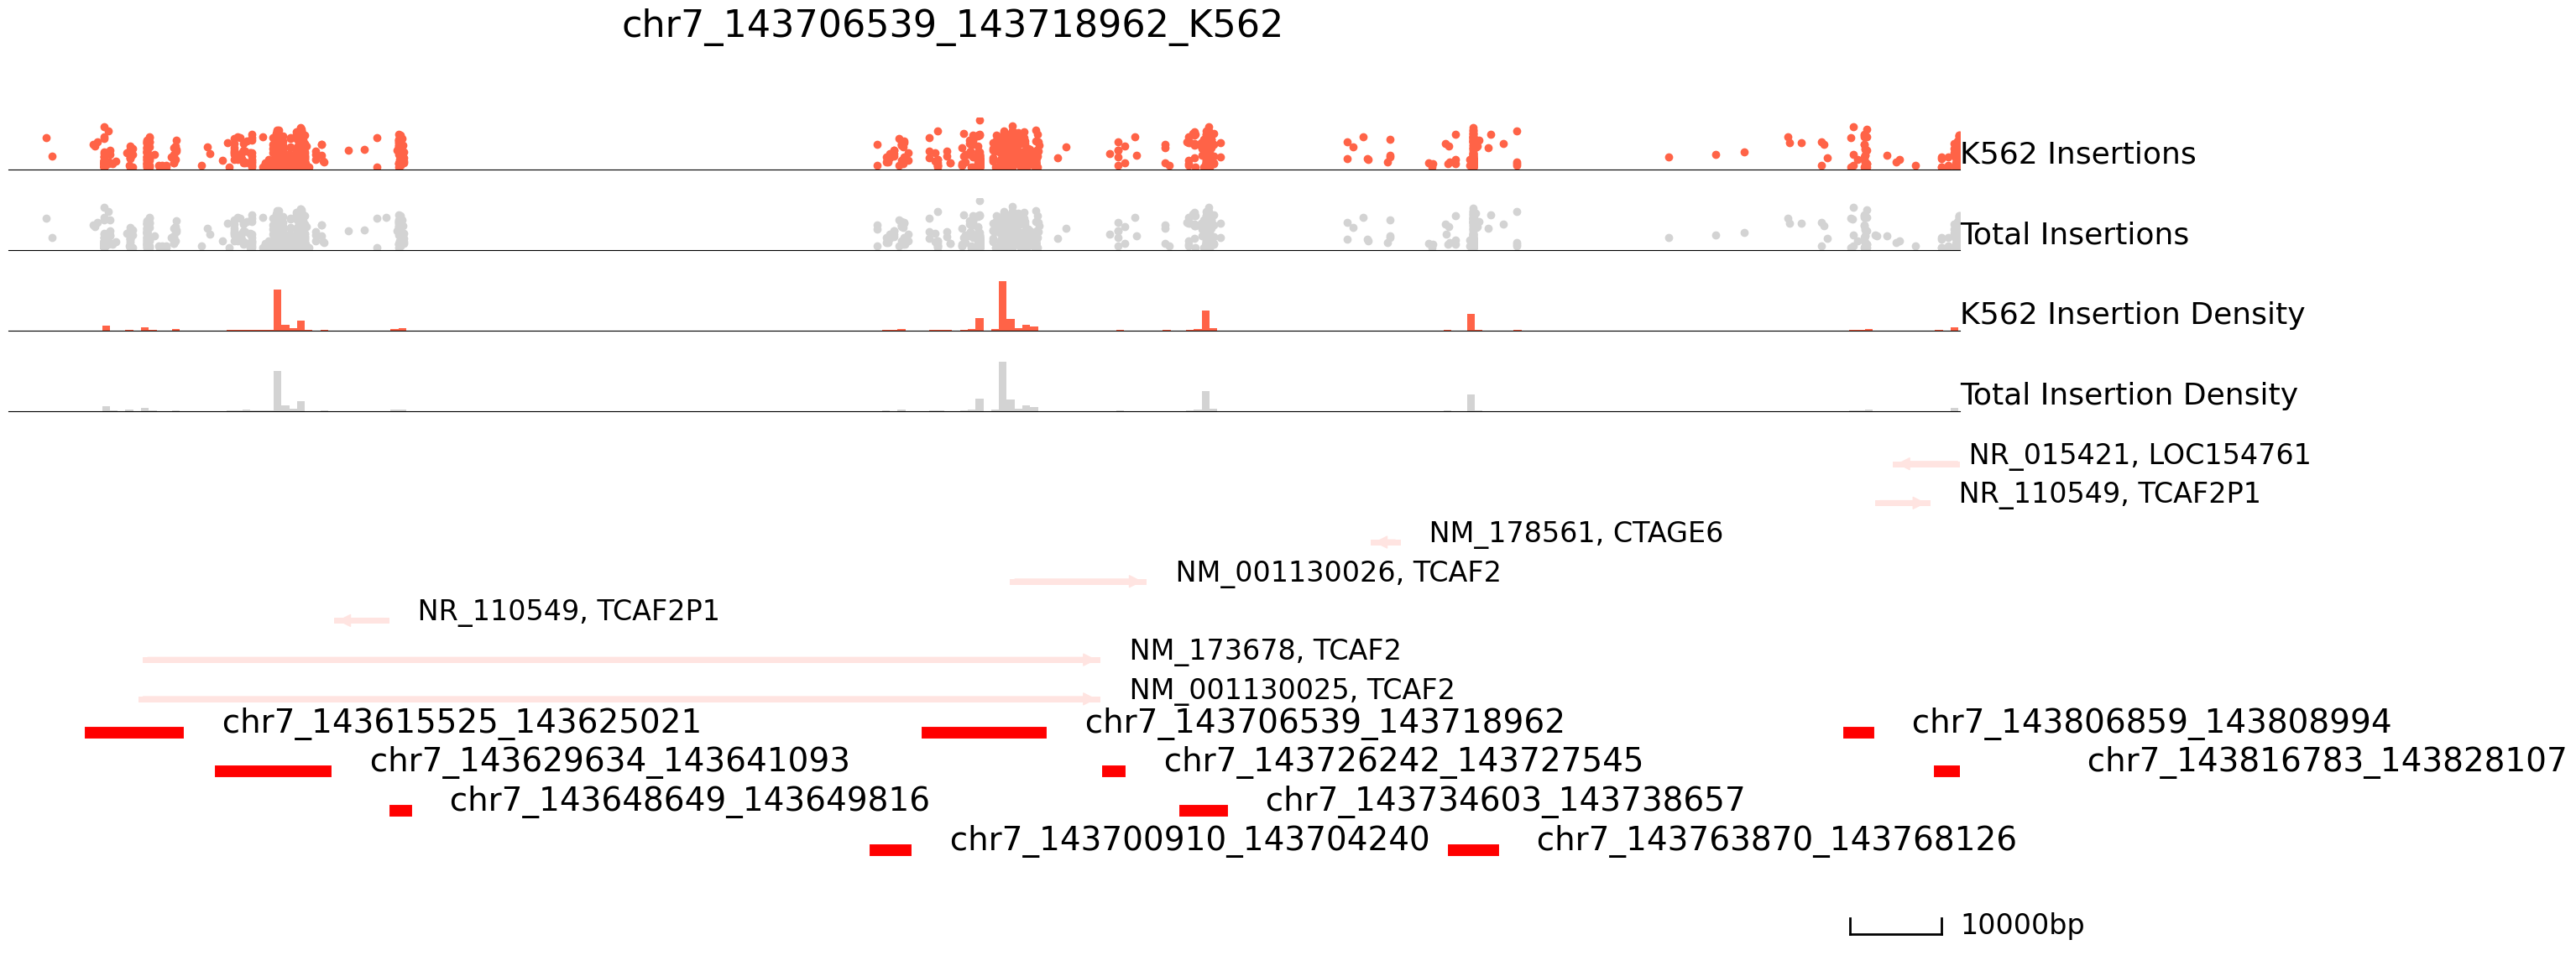 chr7_143706539_143718962_K562
K562 Insertions
Total Insertions
K562 Insertion Density
Total Insertion Density
NR_015421, LOC154761
NR_110549, TCAF2P1
NM_178561, CTAGE6
NM_001130026, TCAF2
NR_110549, TCAF2P1
NM_173678, TCAF2
NM_001130025, TCAF2
chr7_143615525_143625021 chr7_143706539_143718962 chr7_143806859_143808994
chr7_143629634_143641093 chr7_143726242_143727545 chr7_143816783_143828107
chr7_143648649_143649816 chr7_143734603_143738657
chr7_143700910_143704240 chr7_143763870_143768126
10000bp